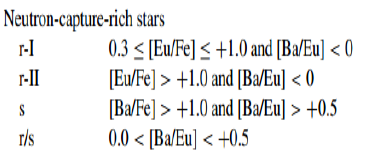 Neutron-capture-rich stars
r-I 0.3 ≤ [Eu/Fe] ≤ +1.0 and [Ba/Eu] < 0
r-II [Eu/Fe] > +1.0 and [Ba/Eu] < 0
s [Ba/Fe] > +1.0 and [Ba/Eu] > +0.5
r/s 0.0 < [Ba/Eu] < +0.5